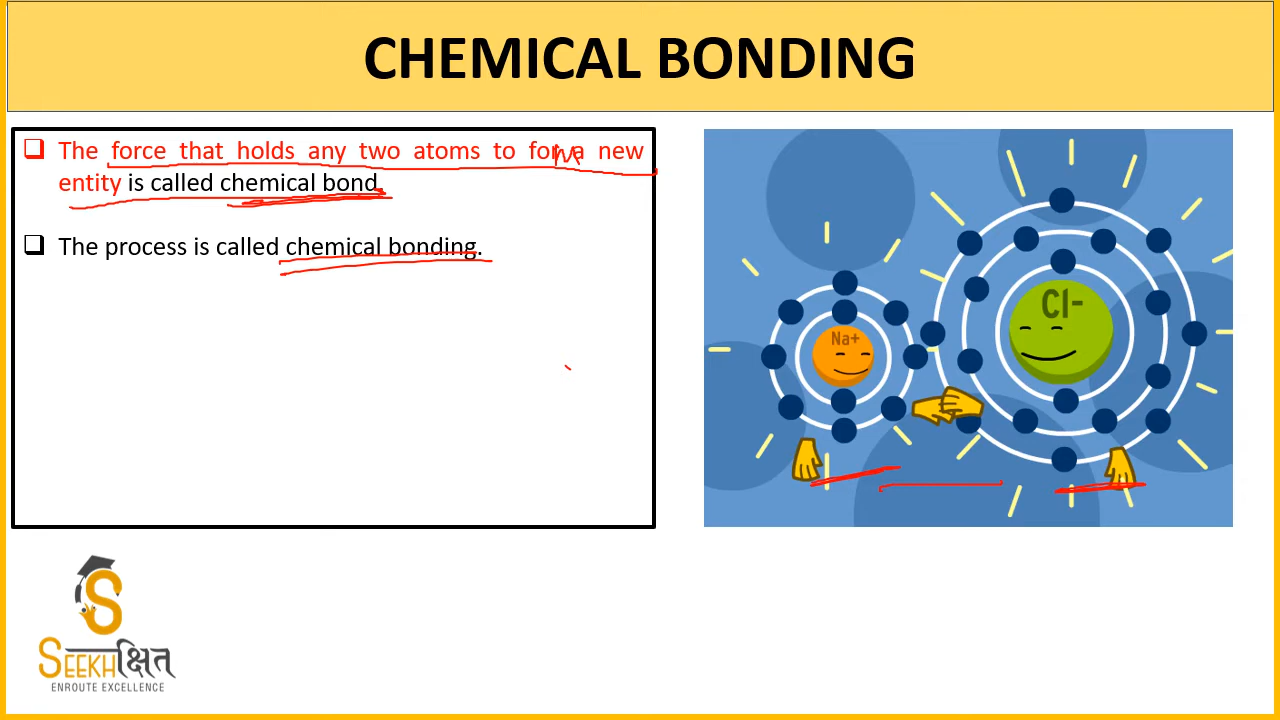 CHEMICAL BONDING
The force that holds any two atoms to for a new
entity is called chemical bond.
The process is called chemical bonding.
Na+
Cl-
S
SEEKHक्षित
ENROUTE EXCELLENCE